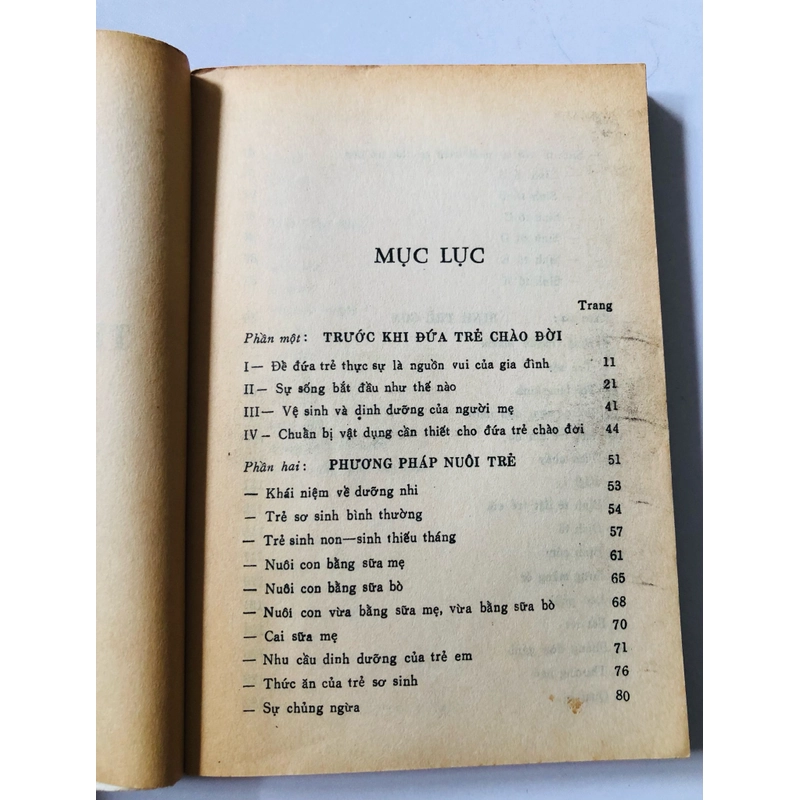 MỤC LỤC
Trang
Phần một: TRƯỚC KHI ĐỨA TRẺ CHÀO ĐỜI
I— Đề đứa trẻ thực sự là nguồn vui của gia đình 11
II— Sự sống bắt đầu như thế nào 21
III— Vệ sinh và dịnh dưỡng của người mẹ 41
IV— Chuẩn bị vật dụng cần thiết cho đứa trẻ chào đời 44
Phần hai: PHƯƠNG PHÁP NUÔI TRẺ 51
— Khái niệm về dưỡng nhi 53
— Trẻ sơ sinh bình thường 54
— Trẻ sinh non—sinh thiếu tháng 57
— Nuôi con bằng sữa mẹ 61
— Nuôi con bằng sữa bò 65
— Nuôi con vừa bằng sữa mẹ, vừa bằng sữa bò 68
— Cai sữa mẹ 70
— Nhu cầu dinh dưỡng của trẻ em 71
— Thức ăn của trẻ sơ sinh 76
— Sự chủng ngừa 80